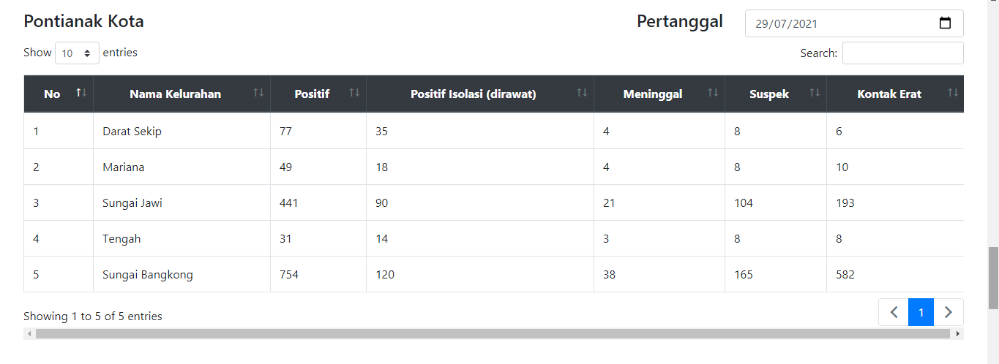 Pontianak Kota Pertanggal 29/07/2021
Show 10 entries Search:
No Nama Kelurahan Positif Positif Isolasi (dirawat) Meninggal Suspek Kontak Erat
1 Darat Sekip 77 35 4 8 6
2 Mariana 49 18 4 8 10
3 Sungai Jawi 441 90 21 104 193
4 Tengah 31 14 3 8 8
5 Sungai Bangkong 754 120 38 165 582
Showing 1 to 5 of 5 entries 1